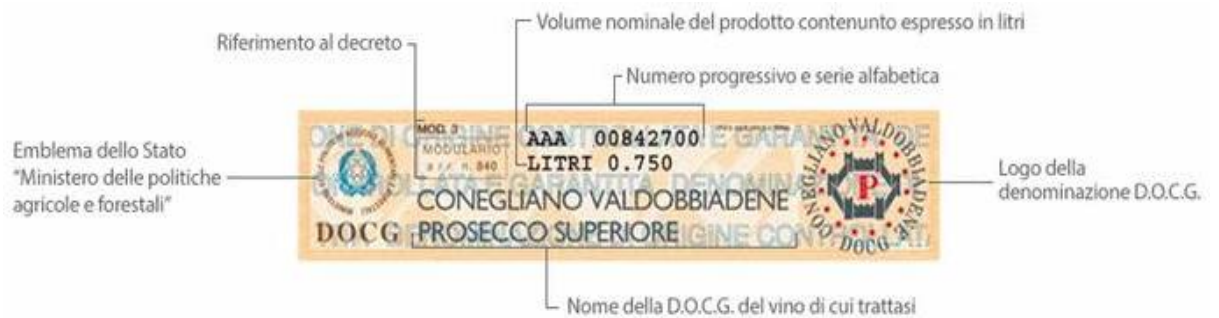 Volume nominale del prodotto contenunto espresso in litri
Riferimento al decreto
Numero progressivo e serie alfabetica
Emblema dello Stato
"Ministero delle politiche
agricole e forestali"
MOD. 3
MODULARIO
n. 840
AAA 00842700
LITRI 0.750
CONEGLIANO VALDOBBIADENE
DOCG PROSECCO SUPERIORE
CONEGLIANO VALDOBBIADENE
P
DOCG
Logo della
denominazione D.O.C.G.
Nome della D.O.C.G. del vino di cui trattasi